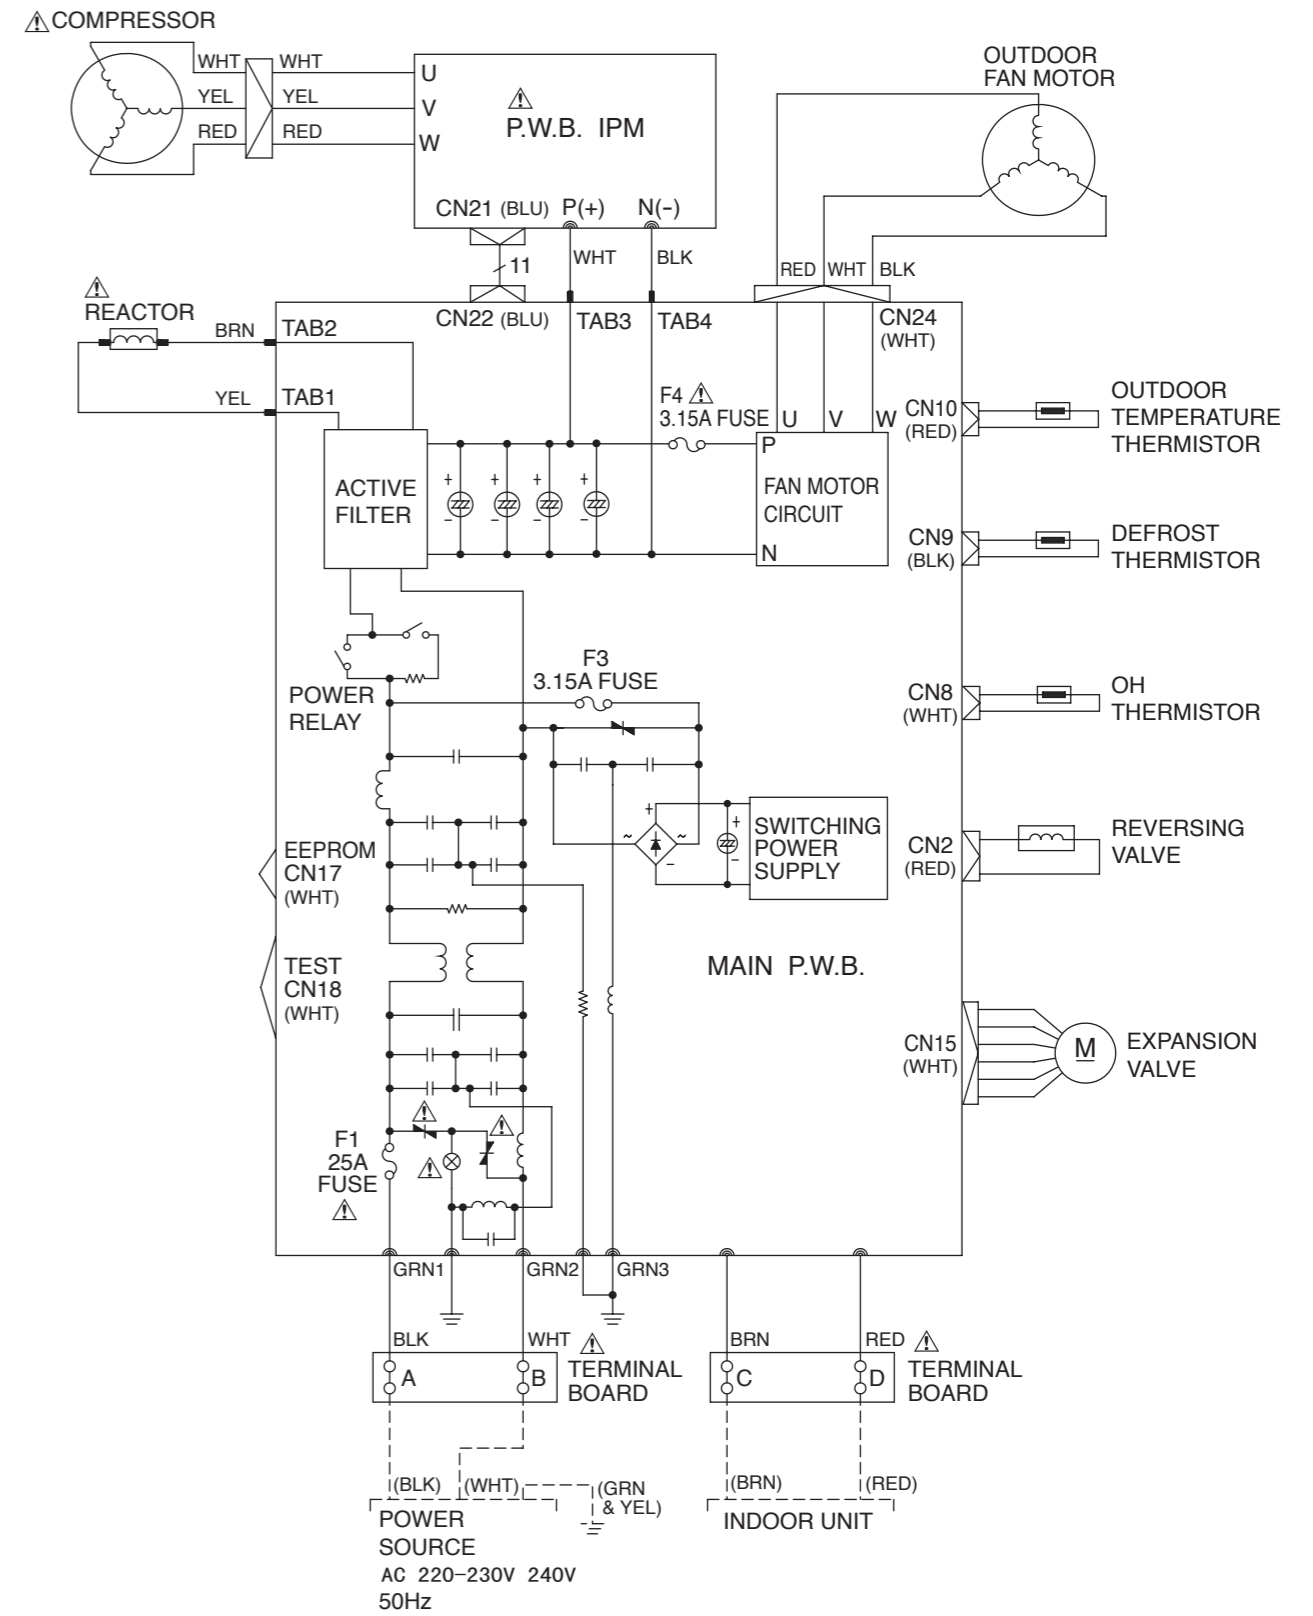 COMPRESSOR
WHT WHT
YEL YEL
RED RED
U
V
W
P.W.B. IPM
CN21 (BLU) P(+) N(-)
11
WHT BLK
CN22 (BLU) TAB3 TAB4
OUTDOOR
FAN MOTOR
RED WHT BLK
CN24
(WHT)
REACTOR
BRN TAB2
YEL TAB1
F4
3.15A FUSE
U V W
ACTIVE
FILTER
+ + + +
- - - -
P
FAN MOTOR
CIRCUIT
N
CN10
(RED)
OUTDOOR
TEMPERATURE
THERMISTOR
CN9
(BLK)
DEFROST
THERMISTOR
POWER
RELAY
F3
3.15A FUSE
CN8
(WHT)
OH
THERMISTOR
+
~ ~
-
+
-
SWITCHING
POWER
SUPPLY
CN2
(RED)
REVERSING
VALVE
EEPROM
CN17
(WHT)
TEST
CN18
(WHT)
MAIN P.W.B.
CN15
(WHT)
M
EXPANSION
VALVE
F1
25A
FUSE
GRN1 GRN2 GRN3
BLK WHT
A B
TERMINAL
BOARD
BRN RED
C D
TERMINAL
BOARD
(BLK) (WHT) (GRN
& YEL)
POWER
SOURCE
AC 220-230V 240V
50Hz
(BRN) (RED)
INDOOR UNIT